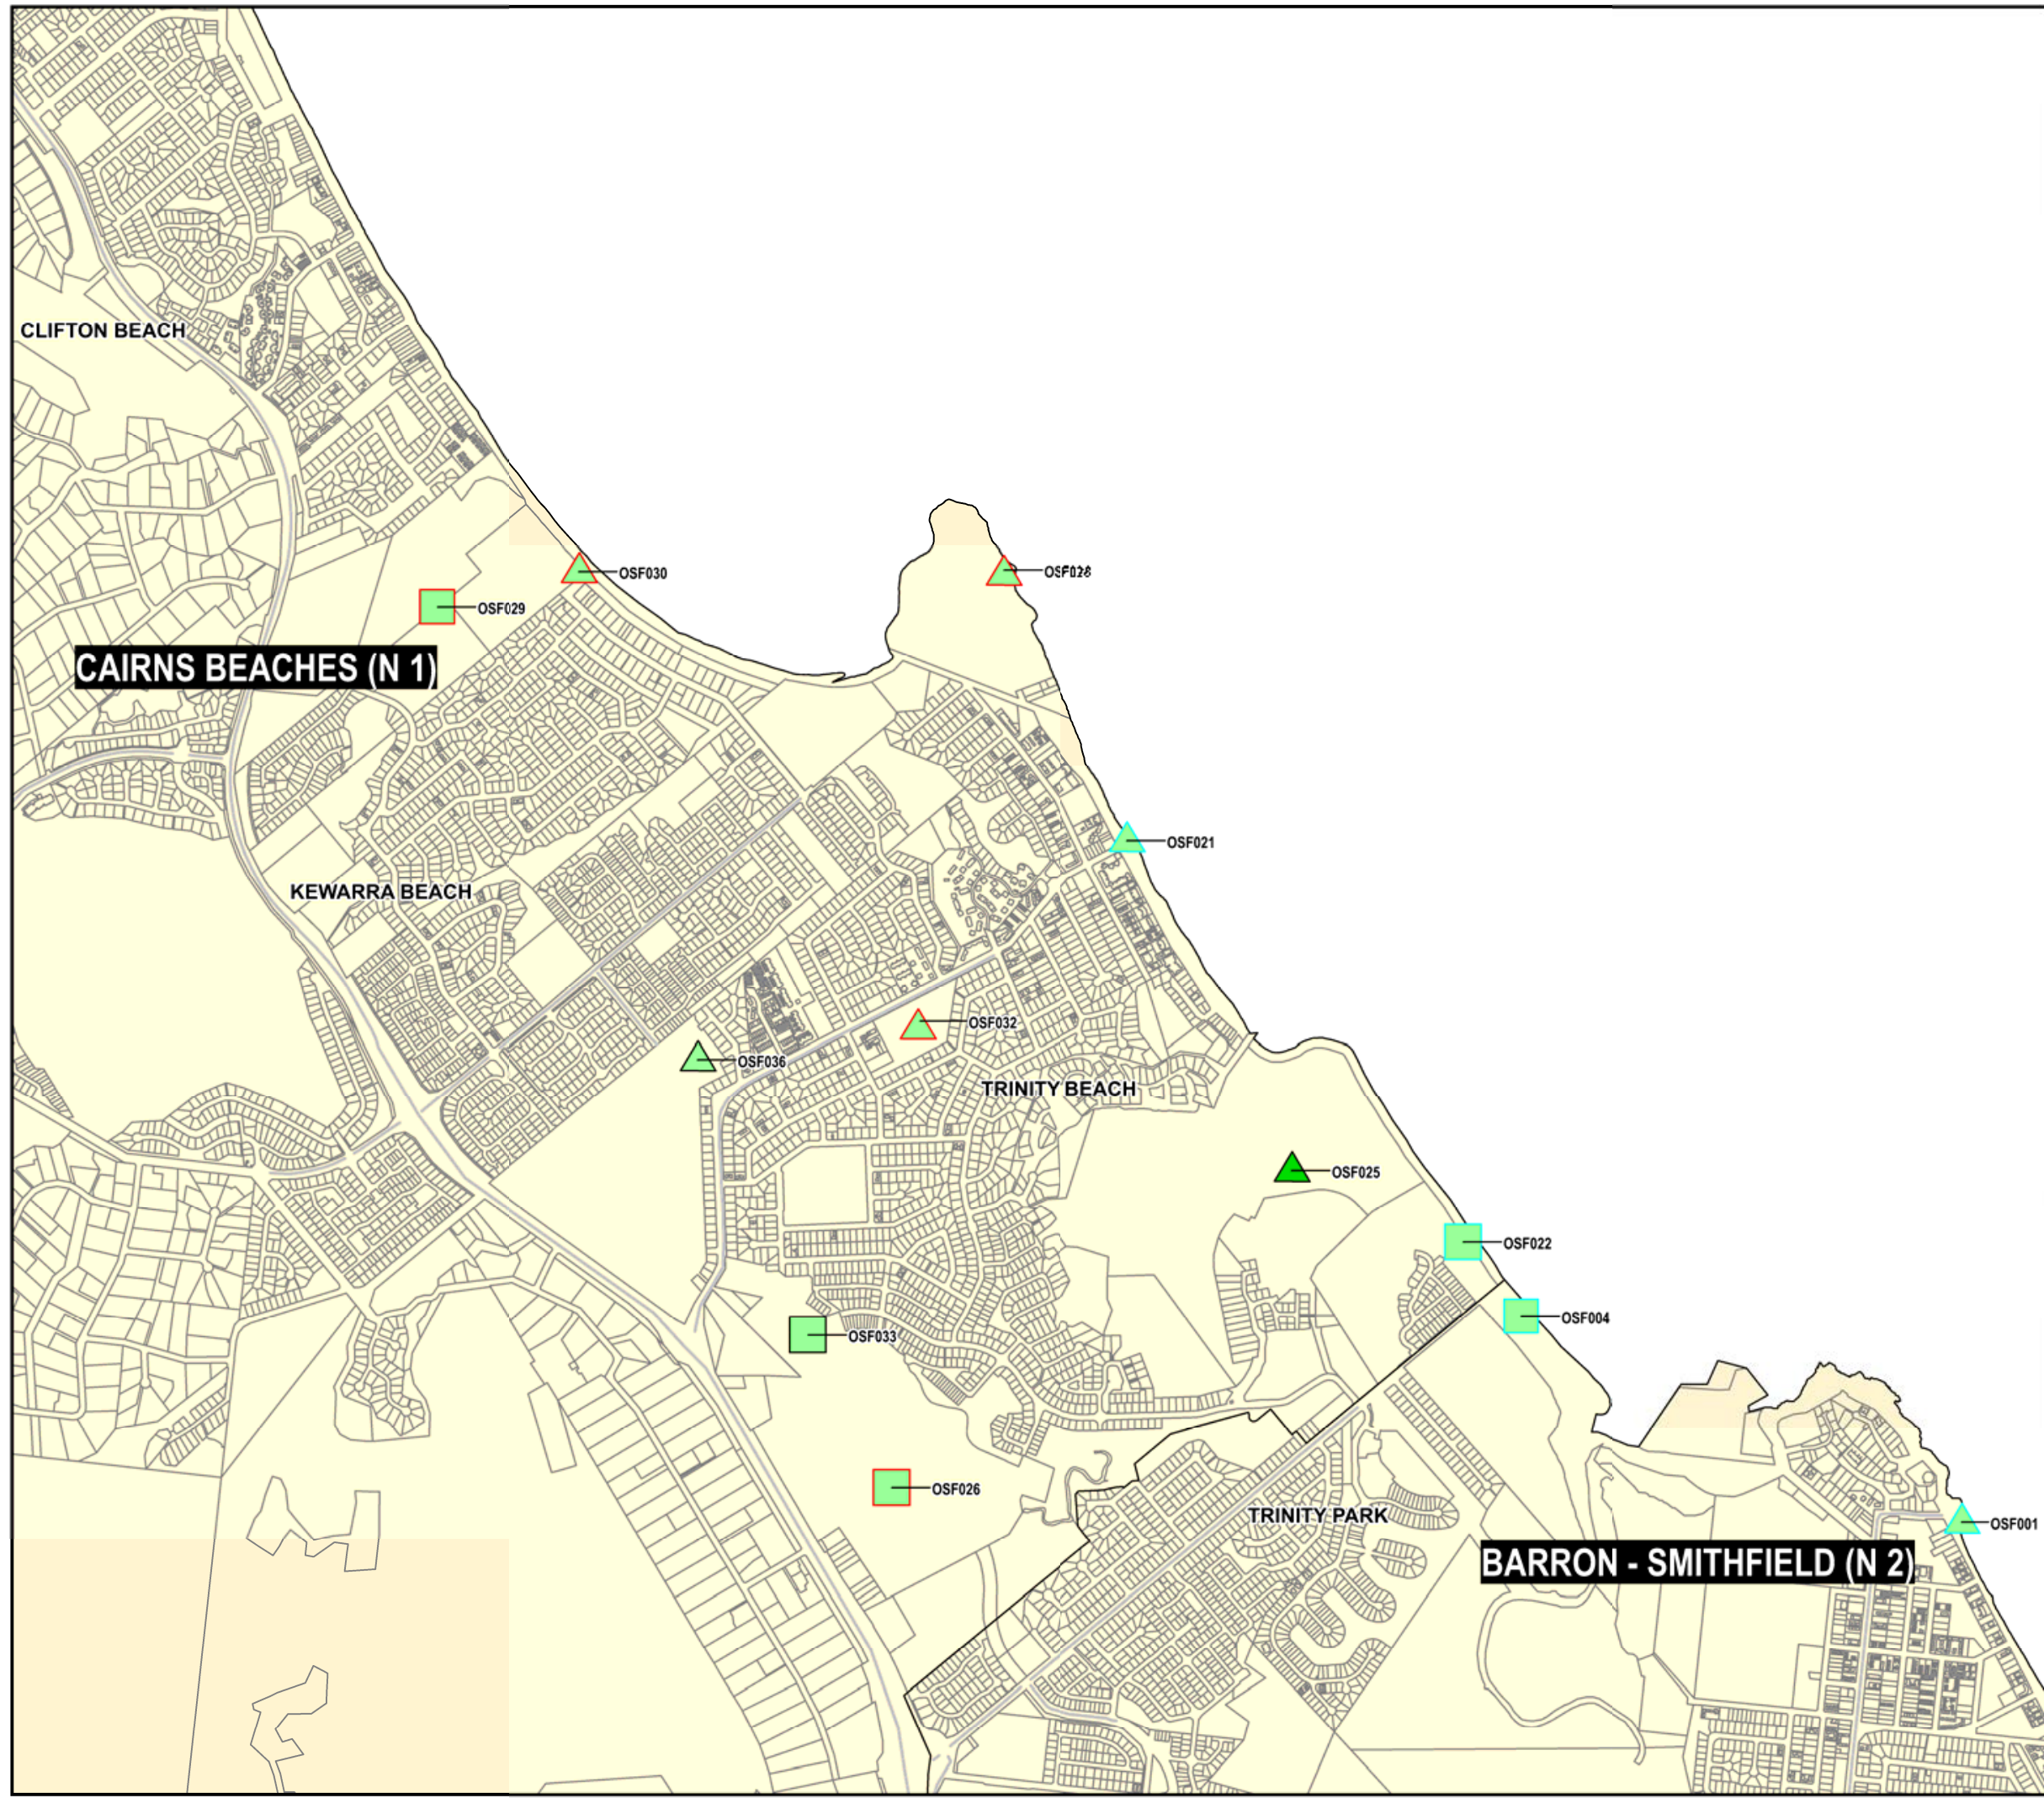 CLIFTON BEACH
OSF030
OSF028
OSF029
CAIRNS BEACHES (N 1)
OSF021
KEWARRA BEACH
OSF032
OSF036
TRINITY BEACH
OSF025
OSF022
OSF004
OSF033
OSF026
TRINITY PARK
OSF001
BARRON - SMITHFIELD (N 2)